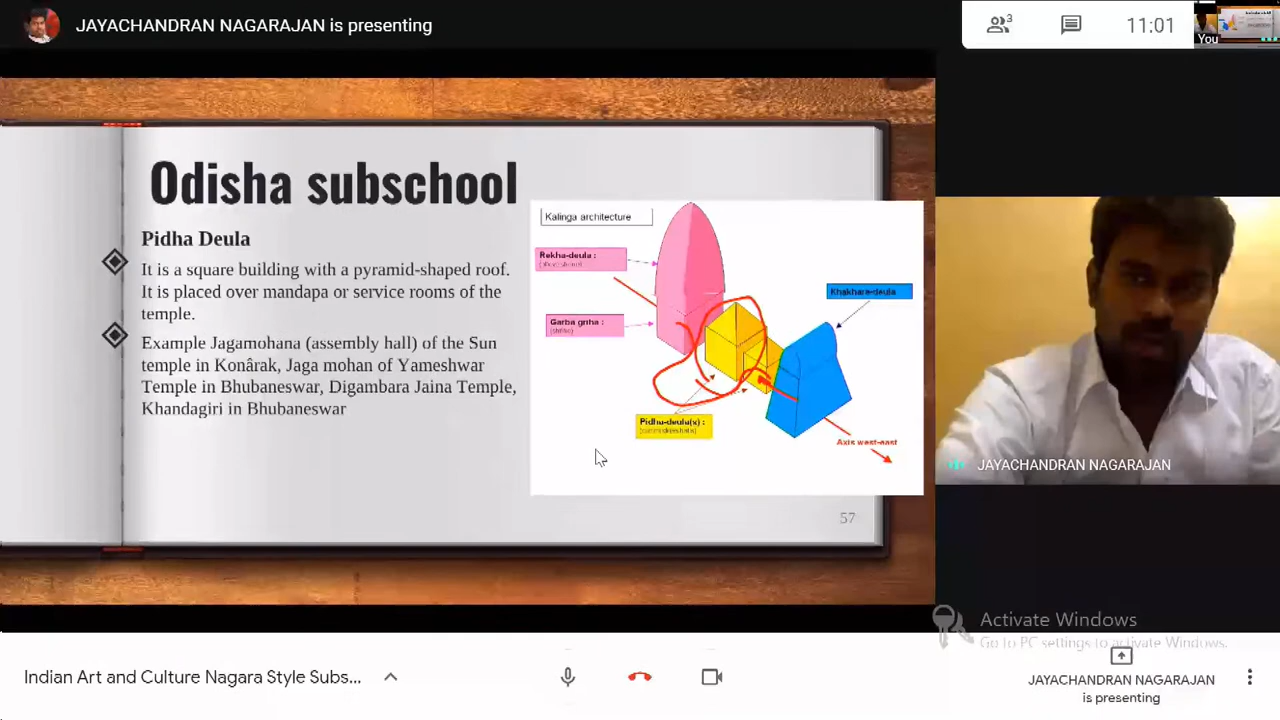 JAYACHANDRAN NAGARAJAN is presenting
3
11:01
You
Odisha subschool
Pidha Deula
It is a square building with a pyramid-shaped roof.
It is placed over mandapa or service rooms of the
temple.
Example Jagamohana (assembly hall) of the Sun
temple in Konârak, Jaga mohan of Yameshwar
Temple in Bhubaneswar, Digambara Jaina Temple,
Khandagiri in Bhubaneswar
Kalinga architecture
Rekha-deula :
Garba griha :
Khakhara-deula
Pidhu-deula(s) :
Axis west-east
57
JAYACHANDRAN NAGARAJAN
Activate Windows
Go to PC settings to activate Windows.
Indian Art and Culture Nagara Style Subs...
JAYACHANDRAN NAGARAJAN
is presenting